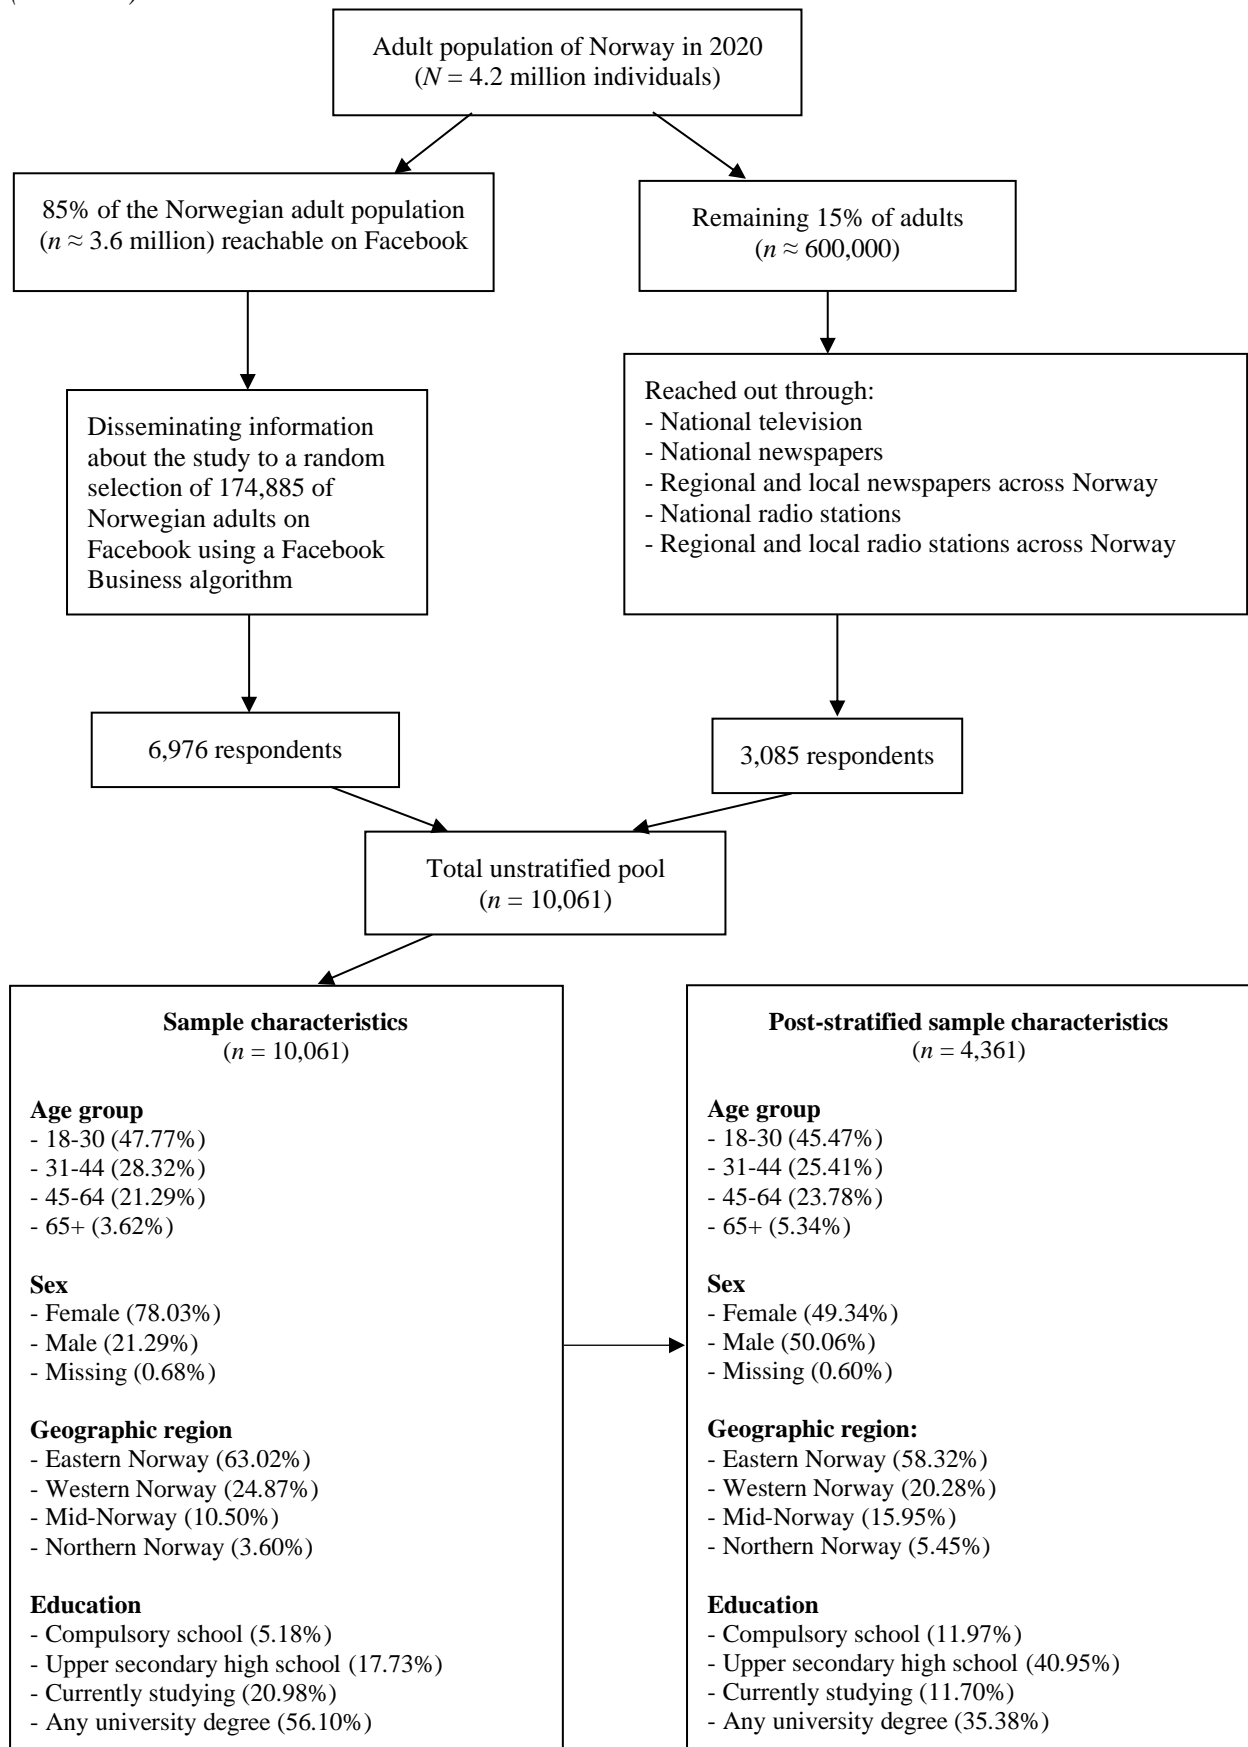 Adult population of Norway in 2020
(N = 4.2 million individuals)
85% of the Norwegian adult population
(n ≈ 3.6 million) reachable on Facebook
Remaining 15% of adults
(n ≈ 600,000)
Disseminating information
about the study to a random
selection of 174,885 of
Norwegian adults on
Facebook using a Facebook
Business algorithm
Reached out through:
- National television
- National newspapers
- Regional and local newspapers across Norway
- National radio stations
- Regional and local radio stations across Norway
6,976 respondents
3,085 respondents
Total unstratified pool
(n = 10,061)
Sample characteristics
(n = 10,061)
Age group
- 18-30 (47.77%)
- 31-44 (28.32%)
- 45-64 (21.29%)
- 65+ (3.62%)
Sex
- Female (78.03%)
- Male (21.29%)
- Missing (0.68%)
Geographic region
- Eastern Norway (63.02%)
- Western Norway (24.87%)
- Mid-Norway (10.50%)
- Northern Norway (3.60%)
Education
- Compulsory school (5.18%)
- Upper secondary high school (17.73%)
- Currently studying (20.98%)
- Any university degree (56.10%)
Post-stratified sample characteristics
(n = 4,361)
Age group
- 18-30 (45.47%)
- 31-44 (25.41%)
- 45-64 (23.78%)
- 65+ (5.34%)
Sex
- Female (49.34%)
- Male (50.06%)
- Missing (0.60%)
Geographic region:
- Eastern Norway (58.32%)
- Western Norway (20.28%)
- Mid-Norway (15.95%)
- Northern Norway (5.45%)
Education
- Compulsory school (11.97%)
- Upper secondary high school (40.95%)
- Currently studying (11.70%)
- Any university degree (35.38%)